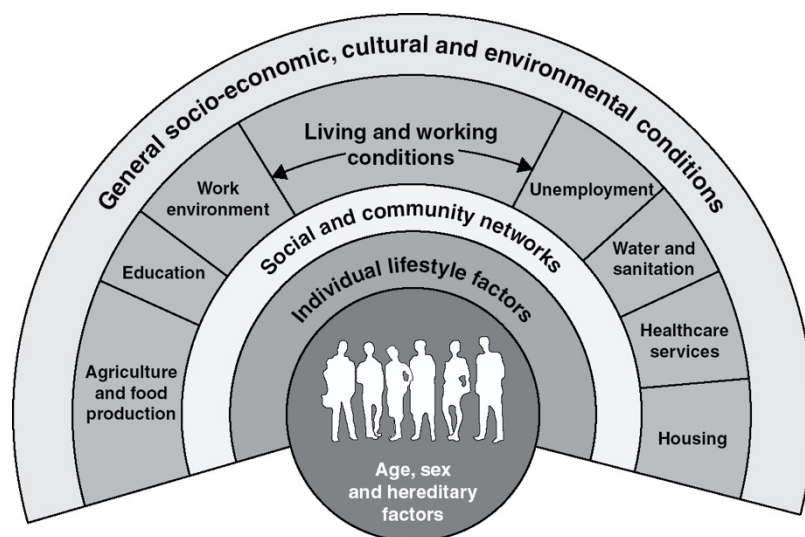 General socio-economic, cultural and environmental conditions
Living and working
conditions
Work
environment
Unemployment
Education
Water and
sanitation
Agriculture
and food
production
Healthcare
services
Housing
Social and community networks
Individual lifestyle factors
Age, sex
and hereditary
factors